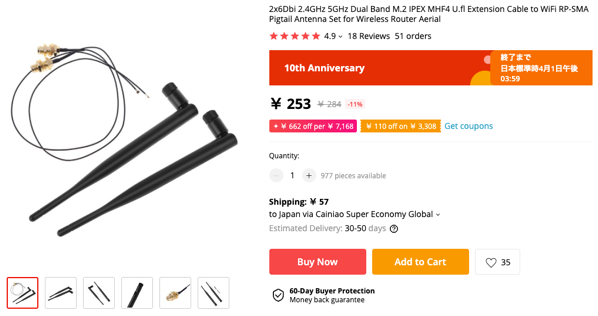 2x6Dbi 2.4GHz 5GHz Dual Band M.2 IPEX MHF4 U.fl Extension Cable to WiFi RP-SMA
Pigtail Antenna Set for Wireless Router Aerial
4.9 18 Reviews 51 orders
10th Anniversary
終了まで
日本標準時4月1日午後
03:59
¥ 253 ¥ 284 -11%
+ ¥ 662 off per ¥ 7,168 ¥ 110 off on ¥ 3,308 Get coupons
Quantity:
− 1 + 977 pieces available
Shipping: ¥ 57
to Japan via Cainiao Super Economy Global
Estimated Delivery: 30-50 days ?
Buy Now Add to Cart 35
60-Day Buyer Protection
Money back guarantee